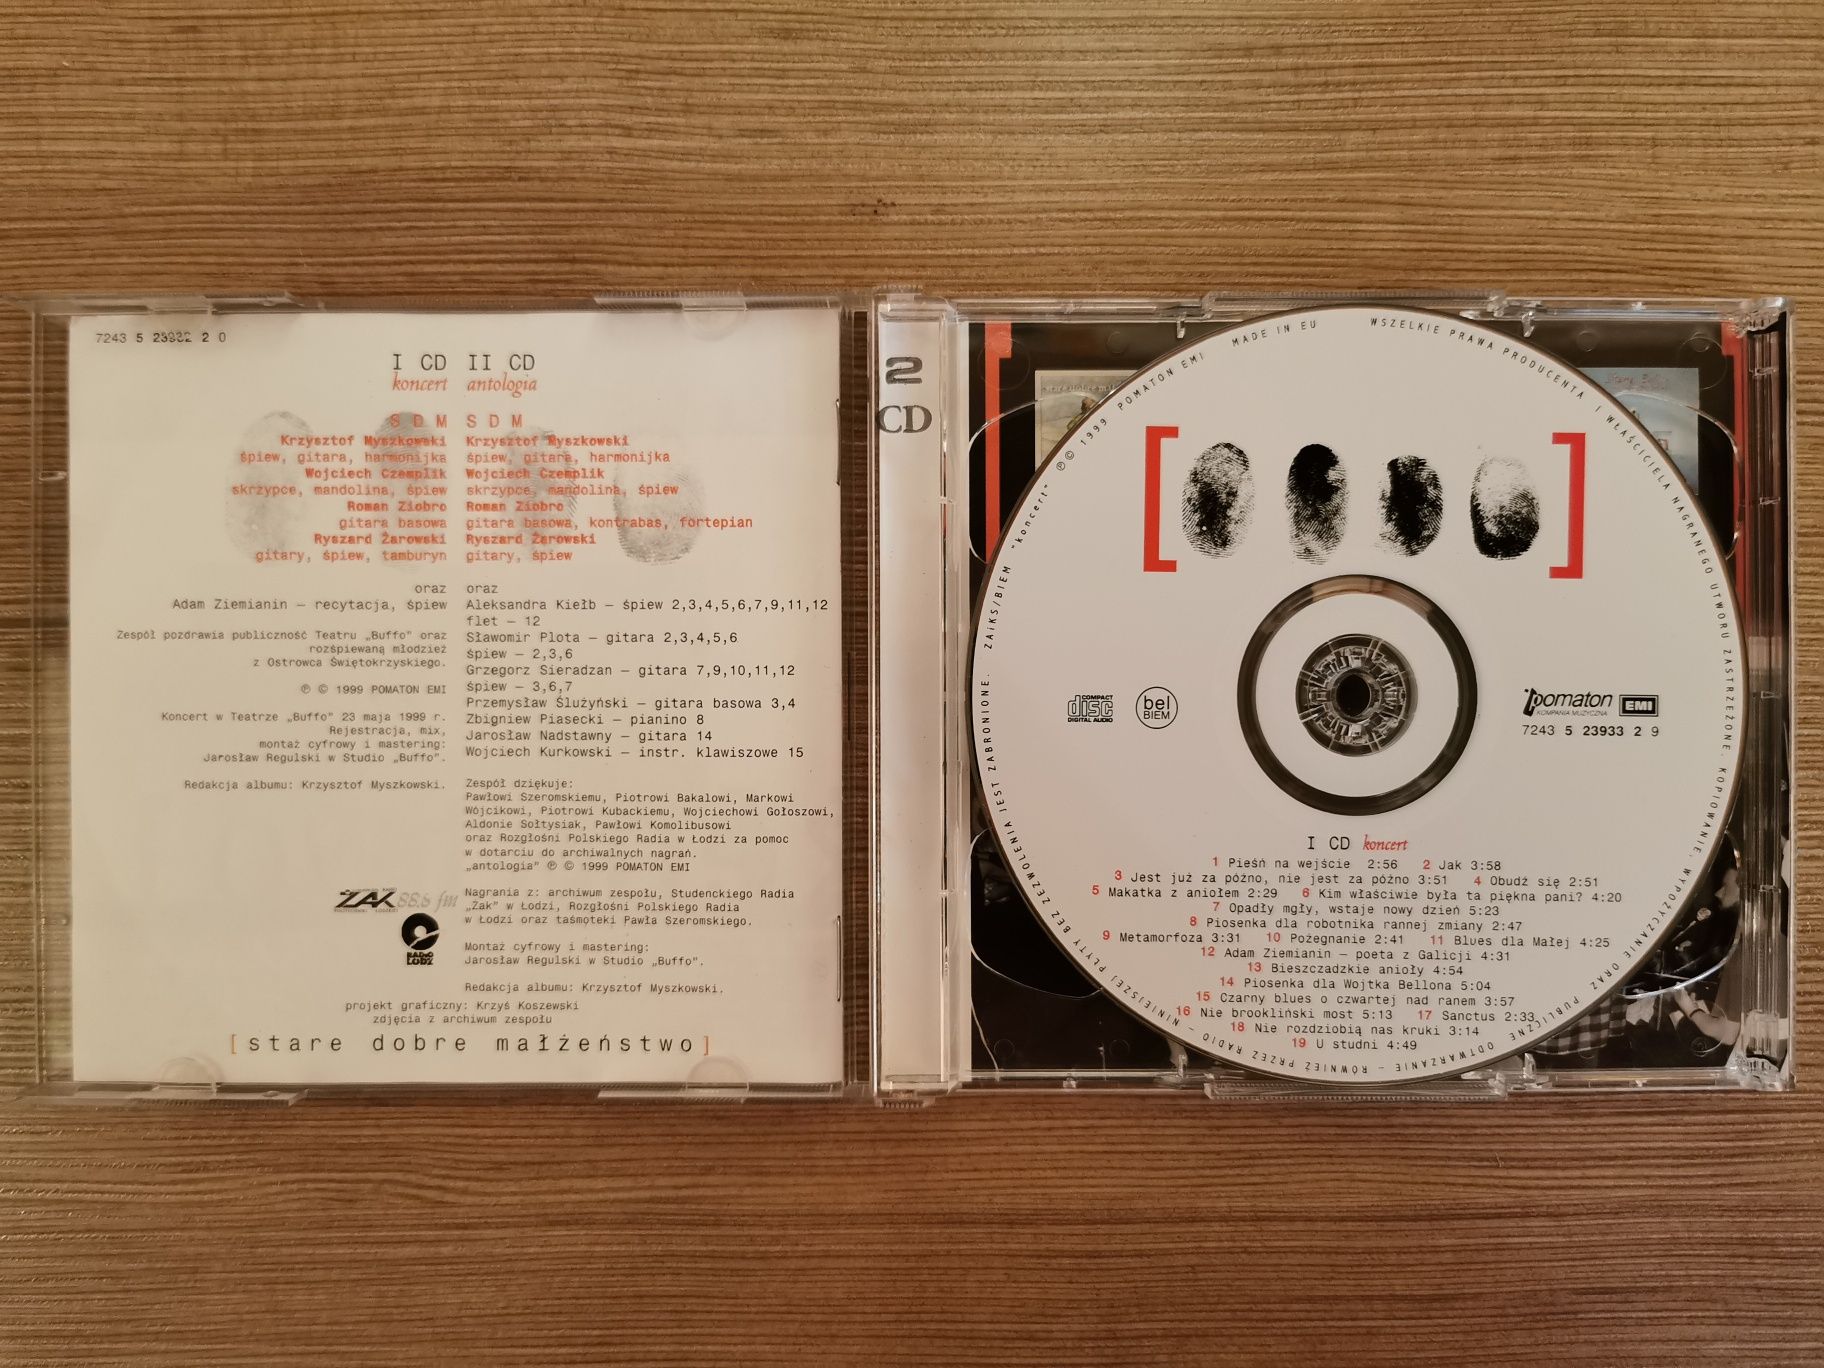 7243 5 23932 2 0
I CD II CD
koncert antologia
S D M S D M
Krzysztof Myszkowski Krzysztof Myszkowski
śpiew, gitara, harmonijka śpiew, gitara, harmonijka
Wojciech Czemplik Wojciech Czemplik
skrzypce, mandolina, śpiew skrzypce, mandolina, śpiew
Roman Ziobro Roman Ziobro
gitara basowa gitara basowa, kontrabas, fortepian
Ryszard Żarowski Ryszard Żarowski
gitary, śpiew, tamburyn gitary, śpiew
oraz
Adam Ziemianin – recytacja, śpiew
Zespół pozdrawia publiczność Teatru „Buffo” oraz
rozśpiewaną młodzież
z Ostrowca Świętokrzyskiego.
℗ © 1999 POMATON EMI
Koncert w Teatrze „Buffo” 23 maja 1999 r.
Rejestracja, mix,
montaż cyfrowy i mastering:
Jarosław Regulski w Studio „Buffo”.
Redakcja albumu: Krzysztof Myszkowski.
oraz
Aleksandra Kiełb – śpiew 2,3,4,5,6,7,9,11,12
flet – 12
Sławomir Plota – gitara 2,3,4,5,6
śpiew – 2,3,6
Grzegorz Sieradzan – gitara 7,9,10,11,12
śpiew – 3,6,7
Przemysław Ślużyński – gitara basowa 3,4
Zbigniew Piasecki – pianino 8
Jarosław Nadstawny – gitara 14
Wojciech Kurkowski – instr. klawiszowe 15
Zespół dziękuje:
Pawłowi Szeromskiemu, Piotrowi Bakalowi, Markowi
Wójcikowi, Piotrowi Kubackiemu, Wojciechowi Gołoszowi,
Aldonie Sołtysiak, Pawłowi Komolibusowi
oraz Rozgłośni Polskiego Radia w Łodzi za pomoc
w dotarciu do archiwalnych nagrań.
„antologia” ℗ © 1999 POMATON EMI
ŻAK 88.8 fm
RADIO
ŁÓDŹ
Nagrania z: archiwum zespołu, Studenckiego Radia
„Żak” w Łodzi, Rozgłośni Polskiego Radia
w Łodzi oraz taśmoteki Pawła Szeromskiego.
Montaż cyfrowy i mastering:
Jarosław Regulski w Studio „Buffo”.
Redakcja albumu: Krzysztof Myszkowski.
projekt graficzny: Krzyś Koszewski
zdjęcia z archiwum zespołu
[stare dobre małżeństwo]
2
CD
ZAiKS/BIEM "koncert" ℗ © 1999 POMATON EMI MADE IN EU WSZELKIE PRAWA PRODUCENTA I WŁAŚCICIELA NAGRANEGO UTWORU ZASTRZEŻONE. KOPIOWANIE, WYPOŻYCZANIE ORAZ PUBLICZNE ODTWARZANIE – RÓWNIEŻ PRZEZ RADIO – NINIEJSZEJ PŁYTY BEZ ZEZWOLENIA JEST ZABRONIONE.
COMPACT
disc
DIGITAL AUDIO
bel
BIEM
pomaton EMI
KOMPANIA MUZYCZNA
7243 5 23933 2 9
I CD koncert
1 Pieśń na wejście 2:56 2 Jak 3:58
3 Jest już za późno, nie jest za późno 3:51 4 Obudź się 2:51
5 Makatka z aniołem 2:29 6 Kim właściwie była ta piękna pani? 4:20
7 Opadły mgły, wstaje nowy dzień 5:23
8 Piosenka dla robotnika rannej zmiany 2:47
9 Metamorfoza 3:31 10 Pożegnanie 2:41 11 Blues dla Małej 4:25
12 Adam Ziemianin – poeta z Galicji 4:31
13 Bieszczadzkie anioły 4:54
14 Piosenka dla Wojtka Bellona 5:04
15 Czarny blues o czwartej nad ranem 3:57
16 Nie brookliński most 5:13 17 Sanctus 2:33
18 Nie rozdziobią nas kruki 3:14
19 U studni 4:49